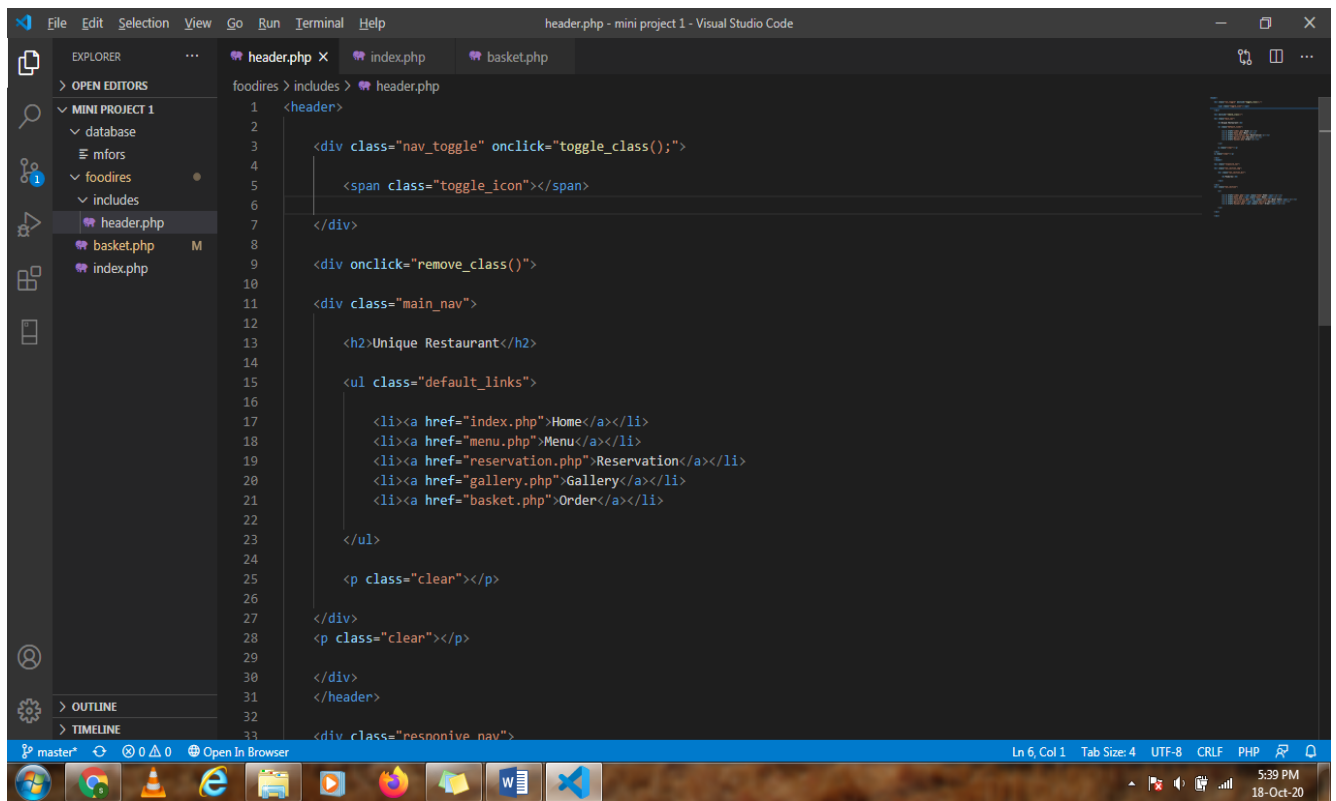 File Edit Selection View Go Run Terminal Help header.php - mini project 1 - Visual Studio Code
EXPLORER ...
header.php index.php basket.php
OPEN EDITORS
foodires > includes > header.php
MINI PROJECT 1
database
mfors
foodires
includes
header.php
basket.php M
index.php
1
1 <header>
2
3 <div class="nav_toggle" onclick="toggle_class();">
4
5 <span class="toggle_icon"></span>
6
7 </div>
8
9 <div onclick="remove_class()">
10
11 <div class="main_nav">
12
13 <h2>Unique Restaurant</h2>
14
15 <ul class="default_links">
16
17 <li><a href="index.php">Home</a></li>
18 <li><a href="menu.php">Menu</a></li>
19 <li><a href="reservation.php">Reservation</a></li>
20 <li><a href="gallery.php">Gallery</a></li>
21 <li><a href="basket.php">Order</a></li>
22
23 </ul>
24
25 <p class="clear"></p>
26
27 </div>
28 <p class="clear"></p>
29
30 </div>
31 </header>
32
33 <div class="responive_nav">
OUTLINE
TIMELINE
master* 0 0 Open In Browser Ln 6, Col 1 Tab Size: 4 UTF-8 CRLF PHP
5:39 PM
18-Oct-20